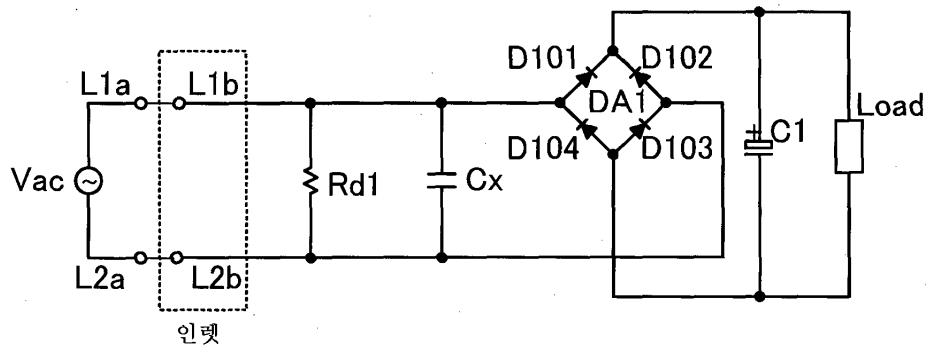 D101
D102
L1a
L1b
DA1
Load
C1
D104
D103
Vac
~
Rd1
Cx
+
L2a
L2b
인렛